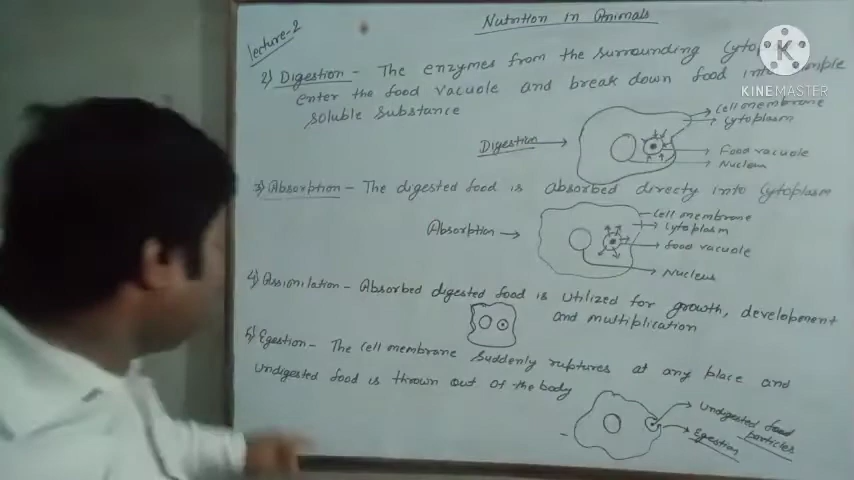 Lecture-2
Nutrition in Animals
2) Digestion - The enzymes from the surrounding
enter the food vacuole and break down food into
soluble substance
Digestion
Cell membrane
Cytoplasm
Food vacuole
3) Absorption - The digested food is absorbed directy into Cytoplasm
Absorption
Cell membrane
Cytoplasm
food vacuole
Nucleus
4) Assimilation - Absorbed digested food is utilized for growth, development
and multiplication
5) Egestion - The cell membrane suddenly ruptures at any place and
undigested food is thrown out of the body
Undigested food
particles
Egestion
KINEMASTER